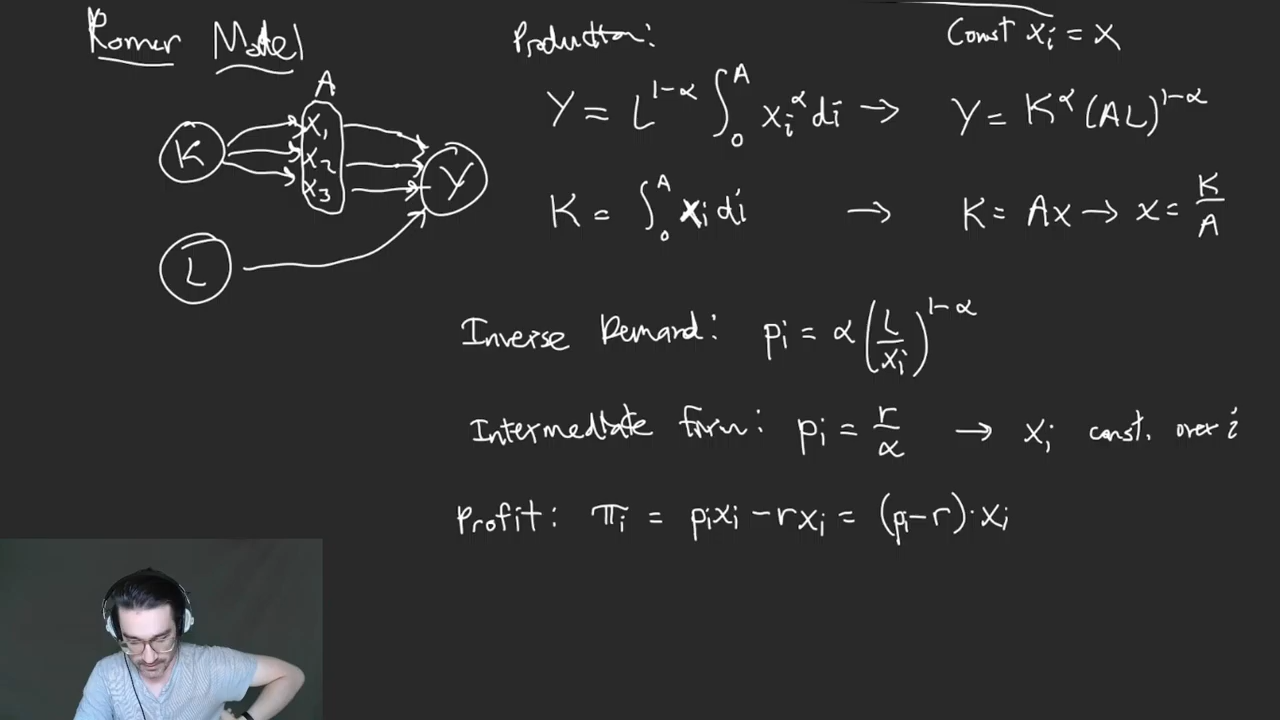 Romer Model
A
K
x₁
x₂
x₃
Y
L
Production:
Const xᵢ = x
Y = L^{1-α} ∫₀^A xᵢ^α di → Y = K^α (AL)^{1-α}
K = ∫₀^A xᵢ di → K = Ax → x = K/A
Inverse Demand: pᵢ = α (L/xᵢ)^{1-α}
Intermediate firm: pᵢ = r/α → xᵢ const. over i
Profit: πᵢ = pᵢxᵢ - rxᵢ = (pᵢ-r)·xᵢ